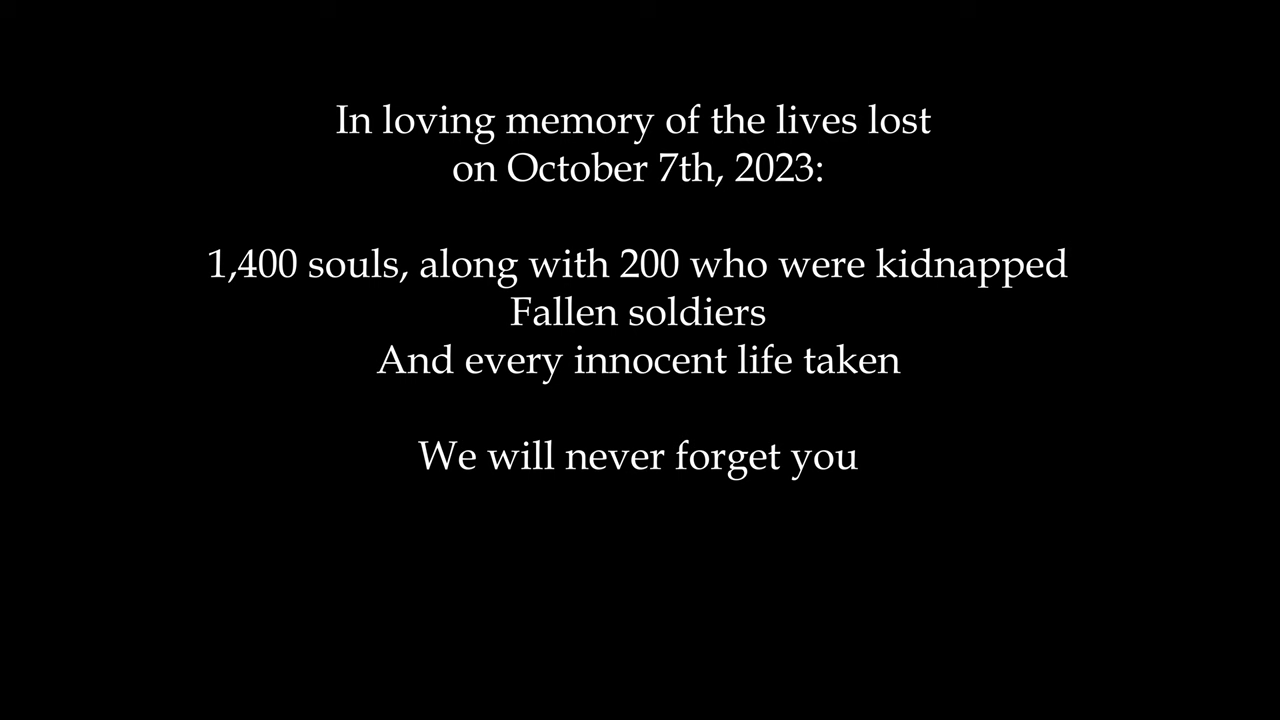 In loving memory of the lives lost
on October 7th, 2023:
1,400 souls, along with 200 who were kidnapped
Fallen soldiers
And every innocent life taken
We will never forget you